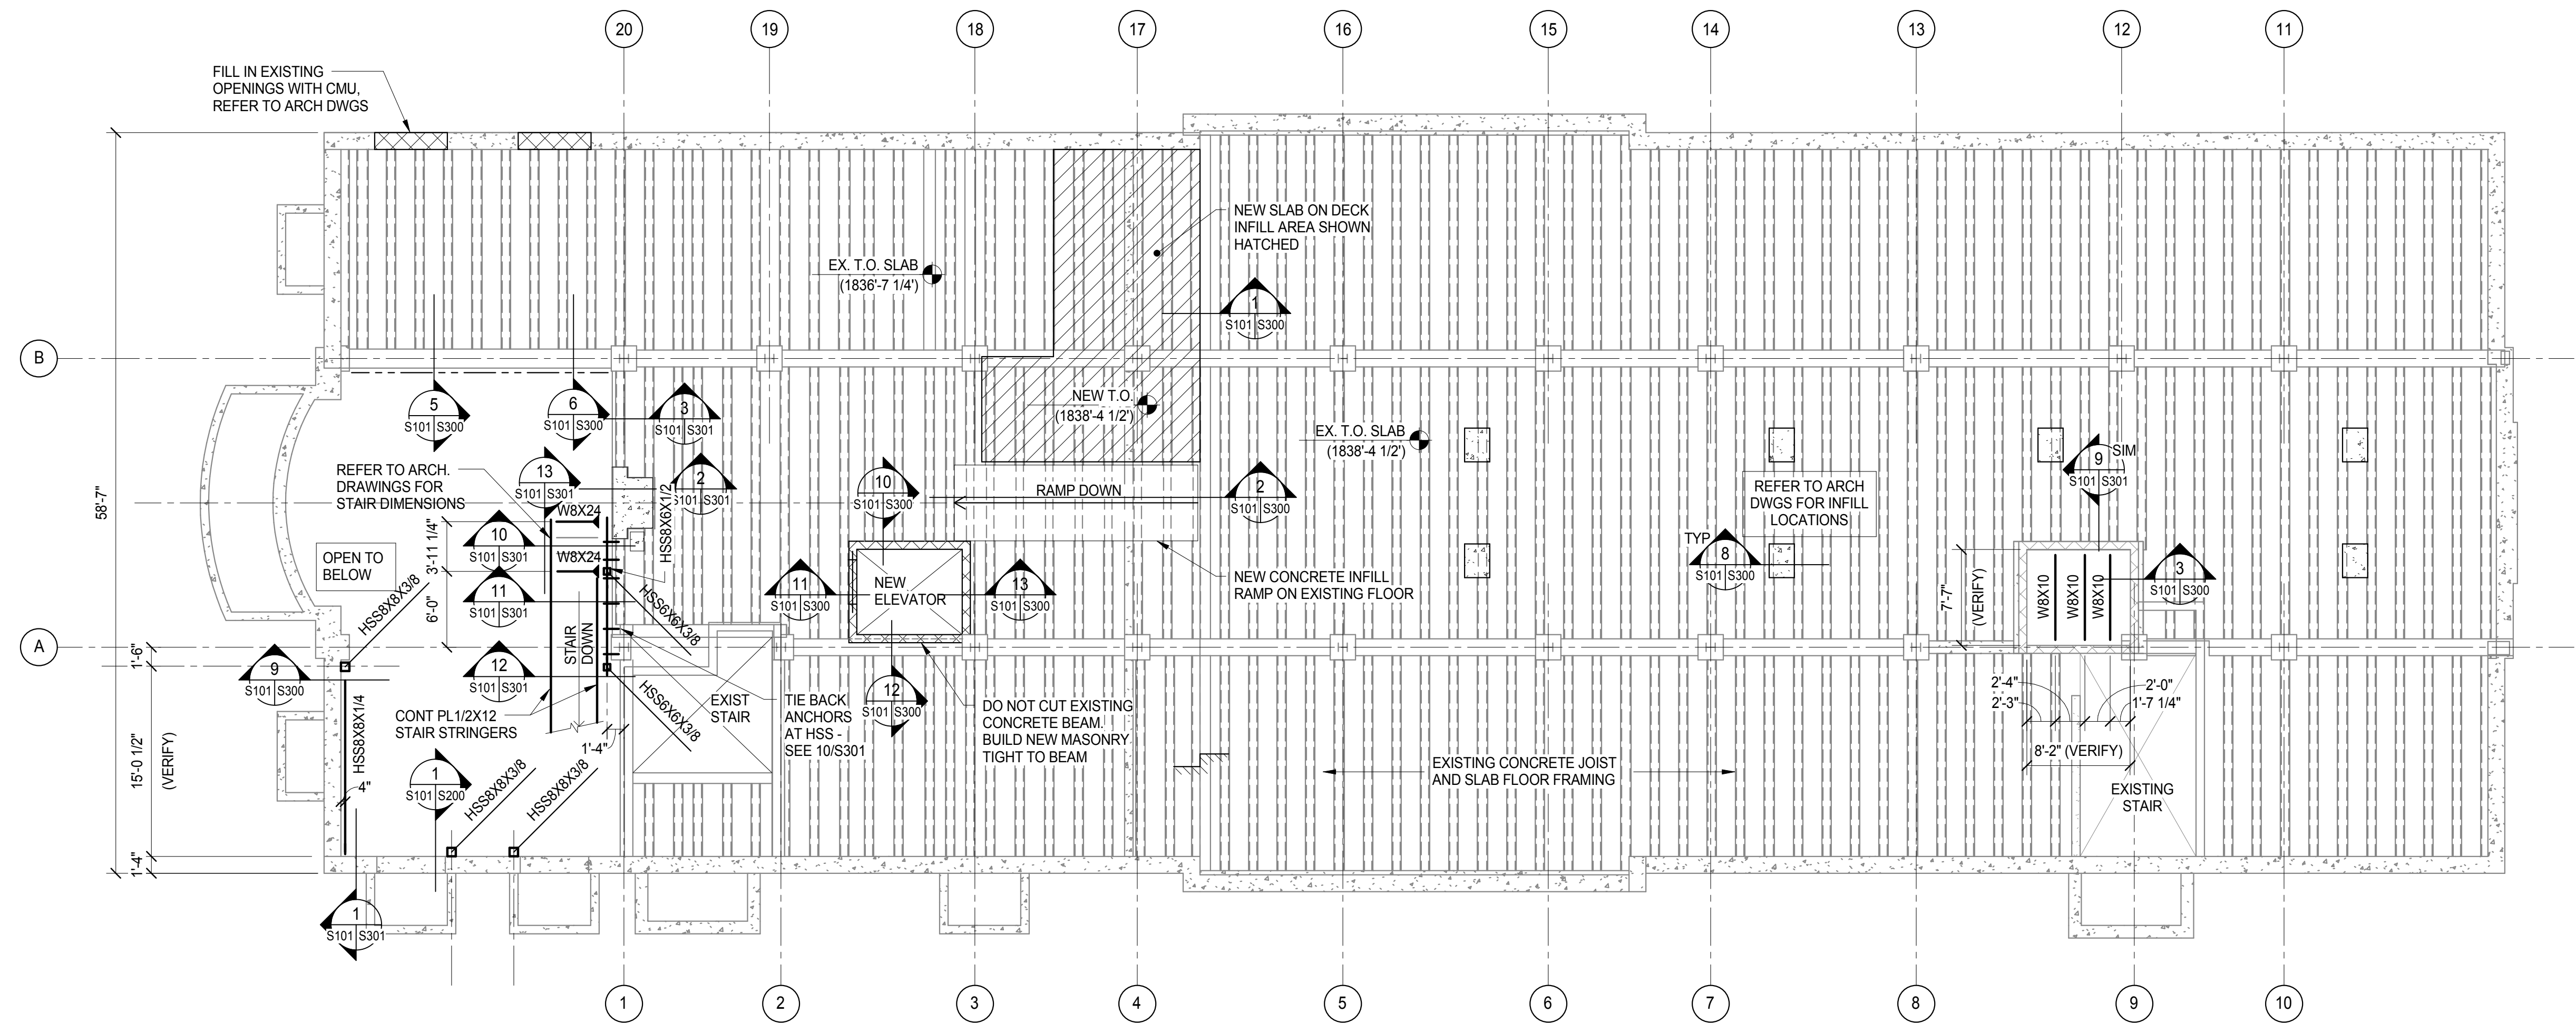 20
19
18
17
16
15
14
13
12
11
FILL IN EXISTING
OPENINGS WITH CMU,
REFER TO ARCH DWGS
NEW SLAB ON DECK
INFILL AREA SHOWN
HATCHED
EX. T.O. SLAB
(1836'-7 1/4')
1
S101 S300
B
5
S101 S300
6
S101 S300
3
S101 S301
NEW T.O.
(1838'-4 1/2')
EX. T.O. SLAB
(1838'-4 1/2')
58'-7"
REFER TO ARCH.
DRAWINGS FOR
STAIR DIMENSIONS
13
S101 S301
2
S101 S301
10
S101 S300
RAMP DOWN
2
S101 S300
REFER TO ARCH
DWGS FOR INFILL
LOCATIONS
9
SIM
S101 S301
W8X24
HSS8X6X1/2
3'-11 1/4"
10
S101 S301
W8X24
OPEN TO
BELOW
HSS8X8X3/8
6'-0"
11
S101 S301
HSS6X6X3/8
11
S101 S300
NEW
ELEVATOR
13
S101 S300
NEW CONCRETE INFILL
RAMP ON EXISTING FLOOR
TYP
8
S101 S300
7'-7"
(VERIFY)
W8X10
W8X10
W8X10
3
S101 S300
A
1'-6"
STAIR
DOWN
9
S101 S300
12
S101 S301
HSS6X6X3/8
EXIST
STAIR
TIE BACK
ANCHORS
AT HSS -
SEE 10/S301
12
S101 S300
DO NOT CUT EXISTING
CONCRETE BEAM.
BUILD NEW MASONRY
TIGHT TO BEAM
2'-4"
2'-0"
2'-3"
1'-7 1/4"
8'-2" (VERIFY)
15'-0 1/2"
(VERIFY)
HSS8X8X1/4
4"
CONT PL1/2X12
STAIR STRINGERS
1'-4"
1
S101 S200
HSS8X8X3/8
HSS8X8X3/8
EXISTING CONCRETE JOIST
AND SLAB FLOOR FRAMING
EXISTING
STAIR
1'-4"
1
S101 S301
1
2
3
4
5
6
7
8
9
10